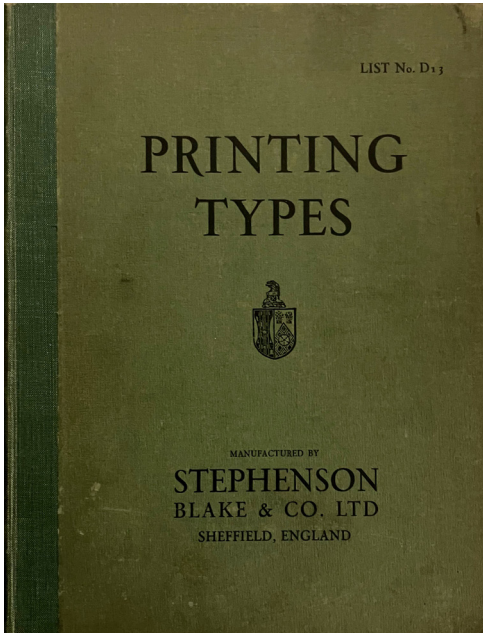 LIST No. D13
PRINTING
TYPES
MANUFACTURED BY
STEPHENSON
BLAKE & CO. LTD
SHEFFIELD, ENGLAND